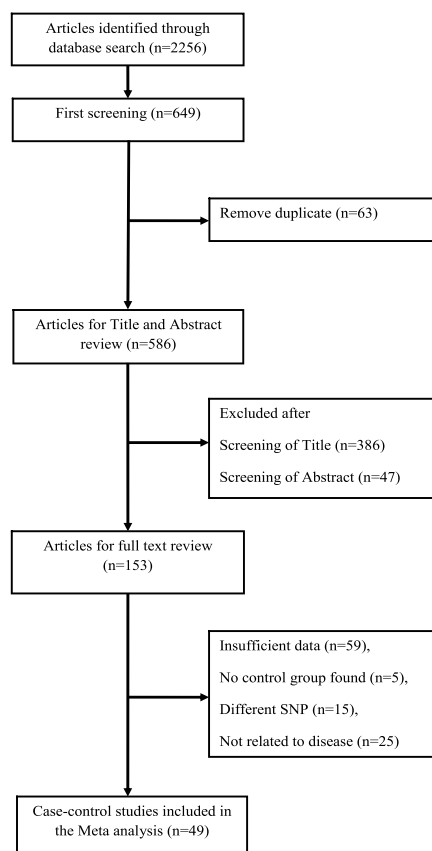 Articles identified through
database search (n=2256)
First screening (n=649)
Remove duplicate (n=63)
Articles for Title and Abstract
review (n=586)
Excluded after
Screening of Title (n=386)
Screening of Abstract (n=47)
Articles for full text review
(n=153)
Insufficient data (n=59),
No control group found (n=5),
Different SNP (n=15),
Not related to disease (n=25)
Case-control studies included in
the Meta analysis (n=49)